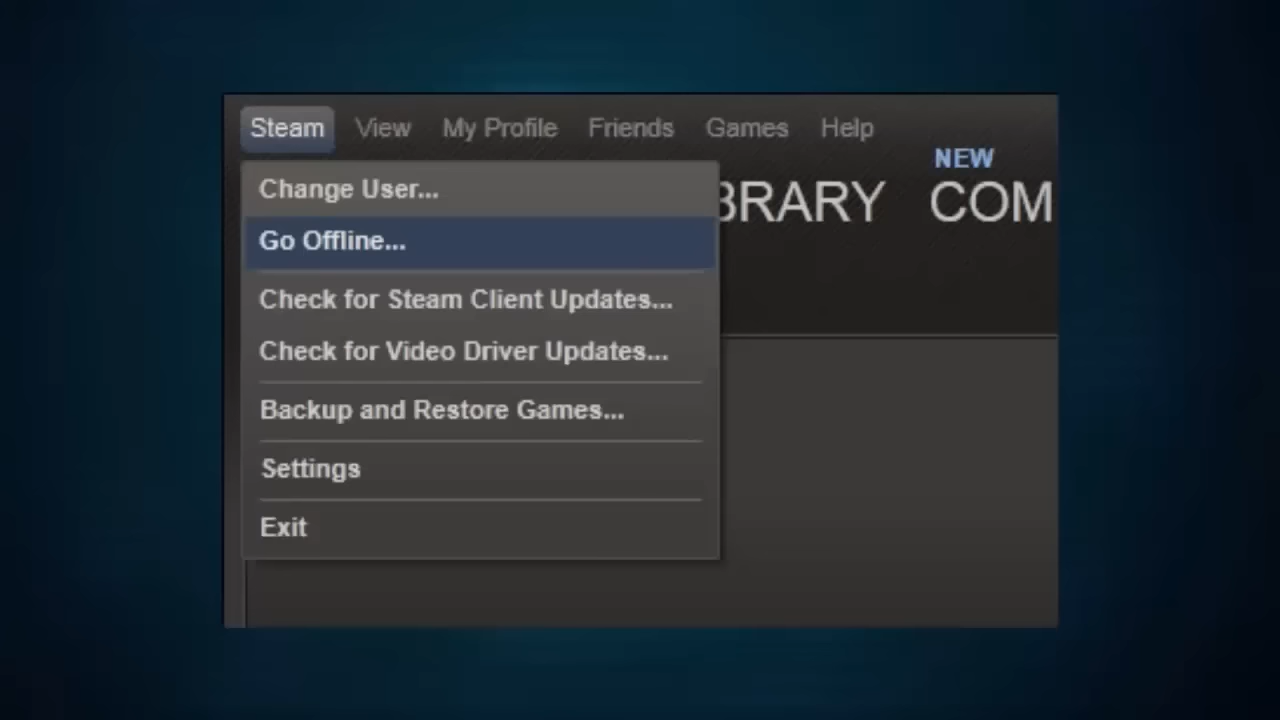 Steam View My Profile Friends Games Help
NEW
BRARY COM
Change User...
Go Offline...
Check for Steam Client Updates...
Check for Video Driver Updates...
Backup and Restore Games...
Settings
Exit